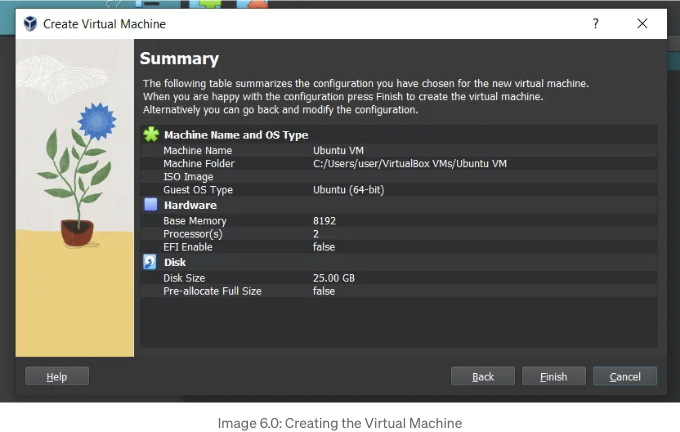 Create Virtual Machine
?
Summary
The following table summarizes the configuration you have chosen for the new virtual machine.
When you are happy with the configuration press Finish to create the virtual machine.
Alternatively you can go back and modify the configuration.
Machine Name and OS Type
Machine Name Ubuntu VM
Machine Folder C:/Users/user/VirtualBox VMs/Ubuntu VM
ISO Image
Guest OS Type Ubuntu (64-bit)
Hardware
Base Memory 8192
Processor(s) 2
EFI Enable false
Disk
Disk Size 25.00 GB
Pre-allocate Full Size false
Help Back Finish Cancel
Image 6.0: Creating the Virtual Machine